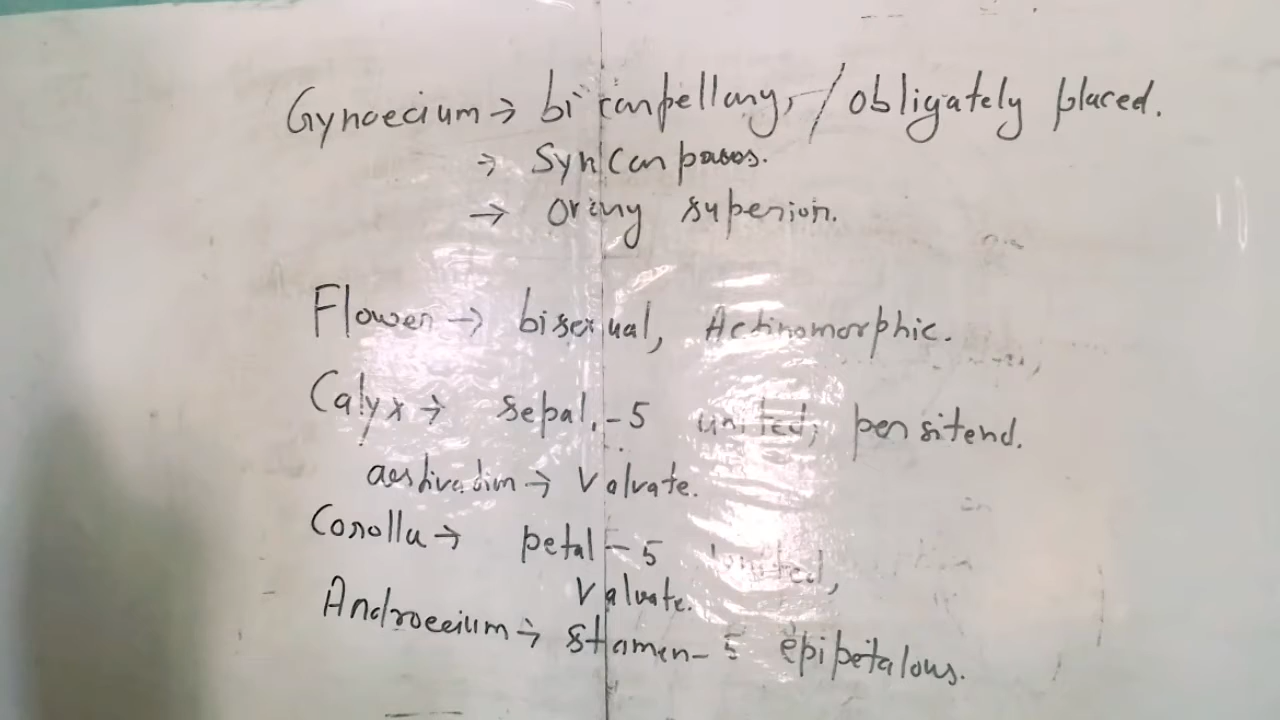 Gynoecium → bicarpellary, / obligately placed.
→ Syncarpous.
→ Ovary superior.
Flower → bisexual, Actinomorphic.
Calyx → sepal - 5 united, persitend.
aestivation → Valvate.
Corolla → petal - 5 united,
Valvate.
Androecium → stamen - 5 epipetalous.